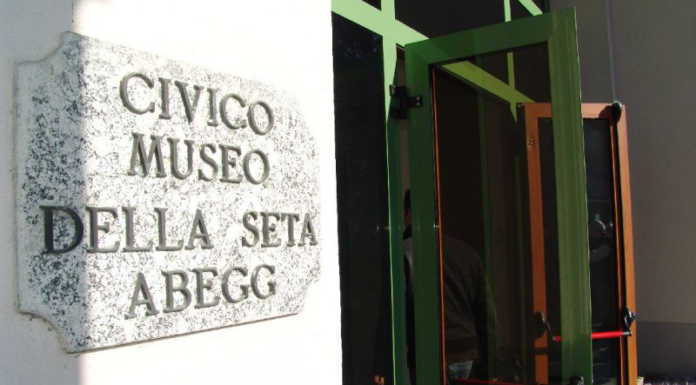 CIVICO
MUSEO
DELLA SETA
ABEGG